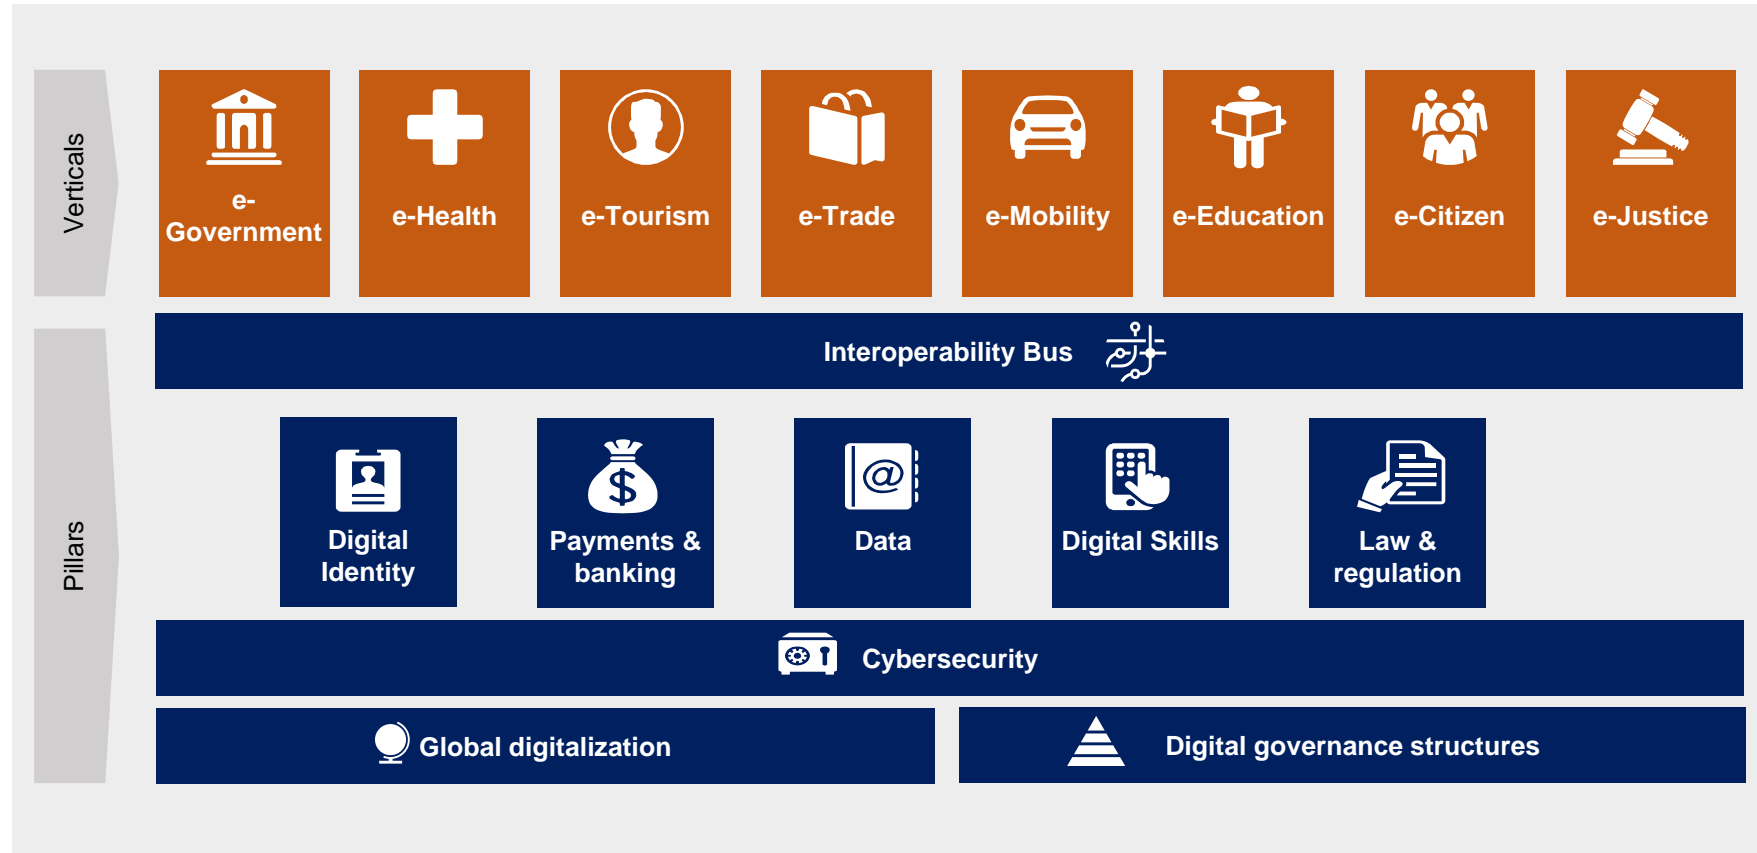 Verticals
e-
Government
e-Health
e-Tourism
e-Trade
e-Mobility
e-Education
e-Citizen
e-Justice
Pillars
Interoperability Bus
Digital
Identity
$
Payments &
banking
@
Data
Digital Skills
Law &
regulation
Cybersecurity
Global digitalization
Digital governance structures